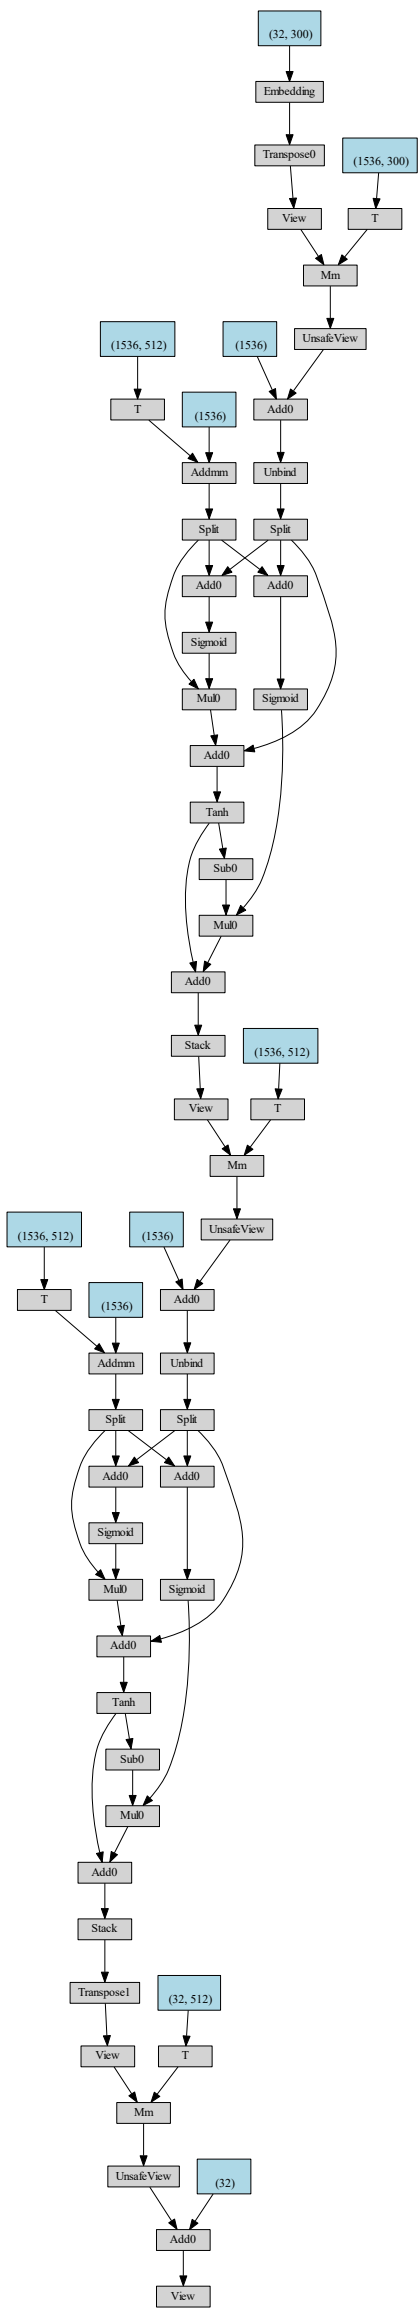 (32, 300)
Embedding
Transpose0
(1536, 300)
View
T
Mm
UnsafeView
(1536, 512)
(1536)
T
(1536)
Add0
Addmm
Unbind
Split
Split
Add0
Add0
Sigmoid
Mul0
Sigmoid
Add0
Tanh
Sub0
Mul0
Add0
Stack
(1536, 512)
View
T
Mm
UnsafeView
(1536, 512)
(1536)
T
(1536)
Add0
Addmm
Unbind
Split
Split
Add0
Add0
Sigmoid
Mul0
Sigmoid
Add0
Tanh
Sub0
Mul0
Add0
Stack
Transpose1
(32, 512)
View
T
Mm
UnsafeView
(32)
Add0
View